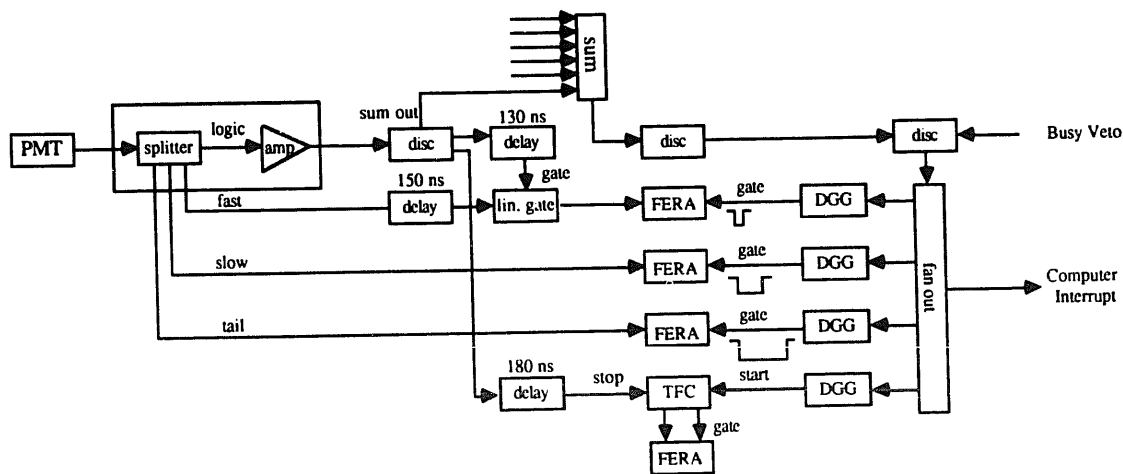 sum
sum out
130 ns
logic
PMT
splitter
amp
disc
delay
disc
disc
Busy Veto
gate
150 ns
fast
delay
lin. gate
FERA
gate
DGG
slow
FERA
gate
DGG
fan out
Computer
Interrupt
tail
FERA
gate
DGG
180 ns
delay
stop
TFC
start
DGG
gate
FERA